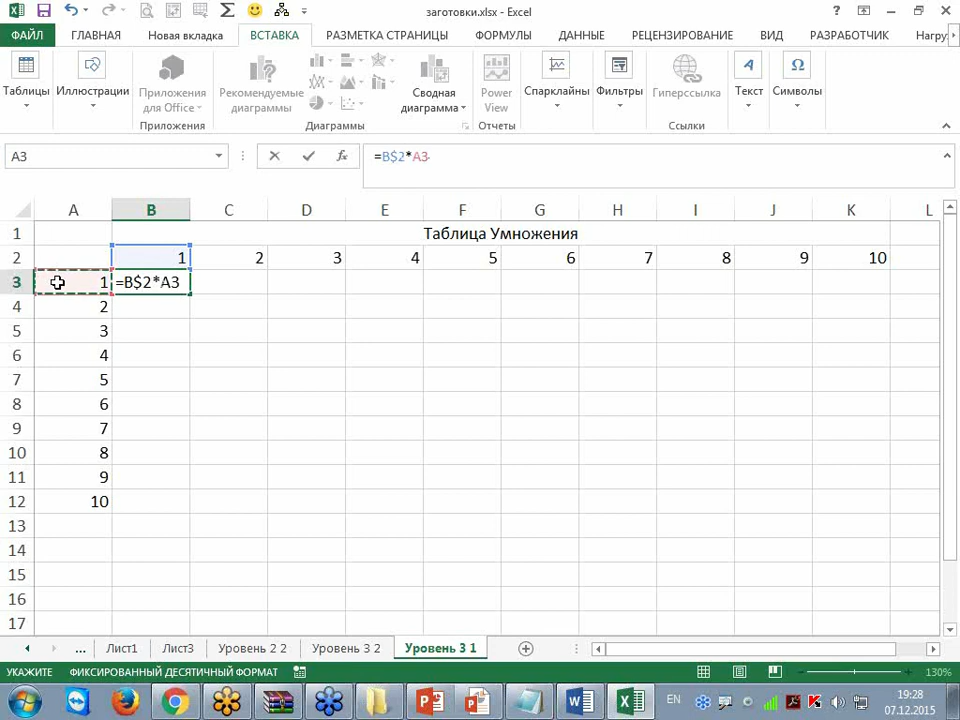 заготовки.xlsx - Excel
ФАЙЛ ГЛАВНАЯ Новая вкладка ВСТАВКА РАЗМЕТКА СТРАНИЦЫ ФОРМУЛЫ ДАННЫЕ РЕЦЕНЗИРОВАНИЕ ВИД РАЗРАБОТЧИК Нагру
Таблицы Иллюстрации Приложения для Office Рекомендуемые диаграммы Сводная диаграмма Power View Спарклайны Фильтры Гиперссылка Текст Символы
Приложения Диаграммы Отчеты Ссылки
A3 =B$2*A3
A B C D E F G H I J K L
1 Таблица Умножения
2 1 2 3 4 5 6 7 8 9 10
3 1 =B$2*A3
4 2
5 3
6 4
7 5
8 6
9 7
10 8
11 9
12 10
13
14
15
16
17
... Лист1 Лист3 Уровень 2 2 Уровень 3 2 Уровень 3 1
УКАЖИТЕ ФИКСИРОВАННЫЙ ДЕСЯТИЧНЫЙ ФОРМАТ 130%
EN 19:28
07.12.2015